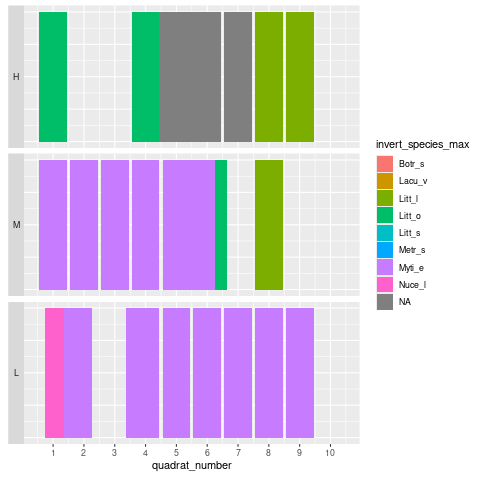 H
M
L
1 2 3 4 5 6 7 8 9 10
quadrat_number
invert_species_max
Botr_s
Lacu_v
Litt_l
Litt_o
Litt_s
Metr_s
Myti_e
Nuce_l
NA